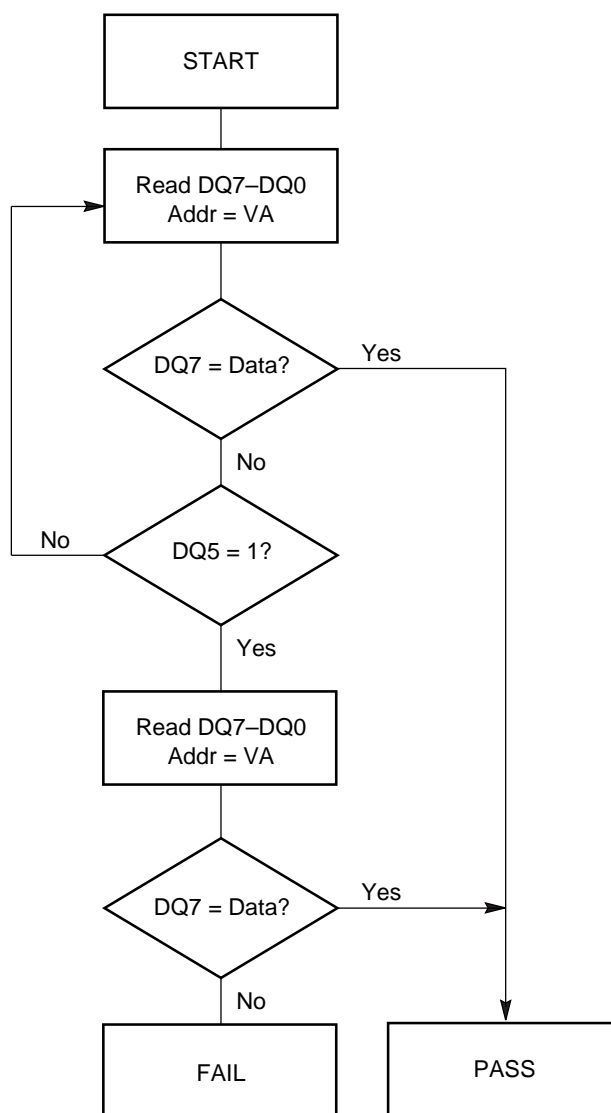 START
Read DQ7–DQ0
Addr = VA
DQ7 = Data?
Yes
No
DQ5 = 1?
No
Yes
Read DQ7–DQ0
Addr = VA
DQ7 = Data?
Yes
No
FAIL
PASS